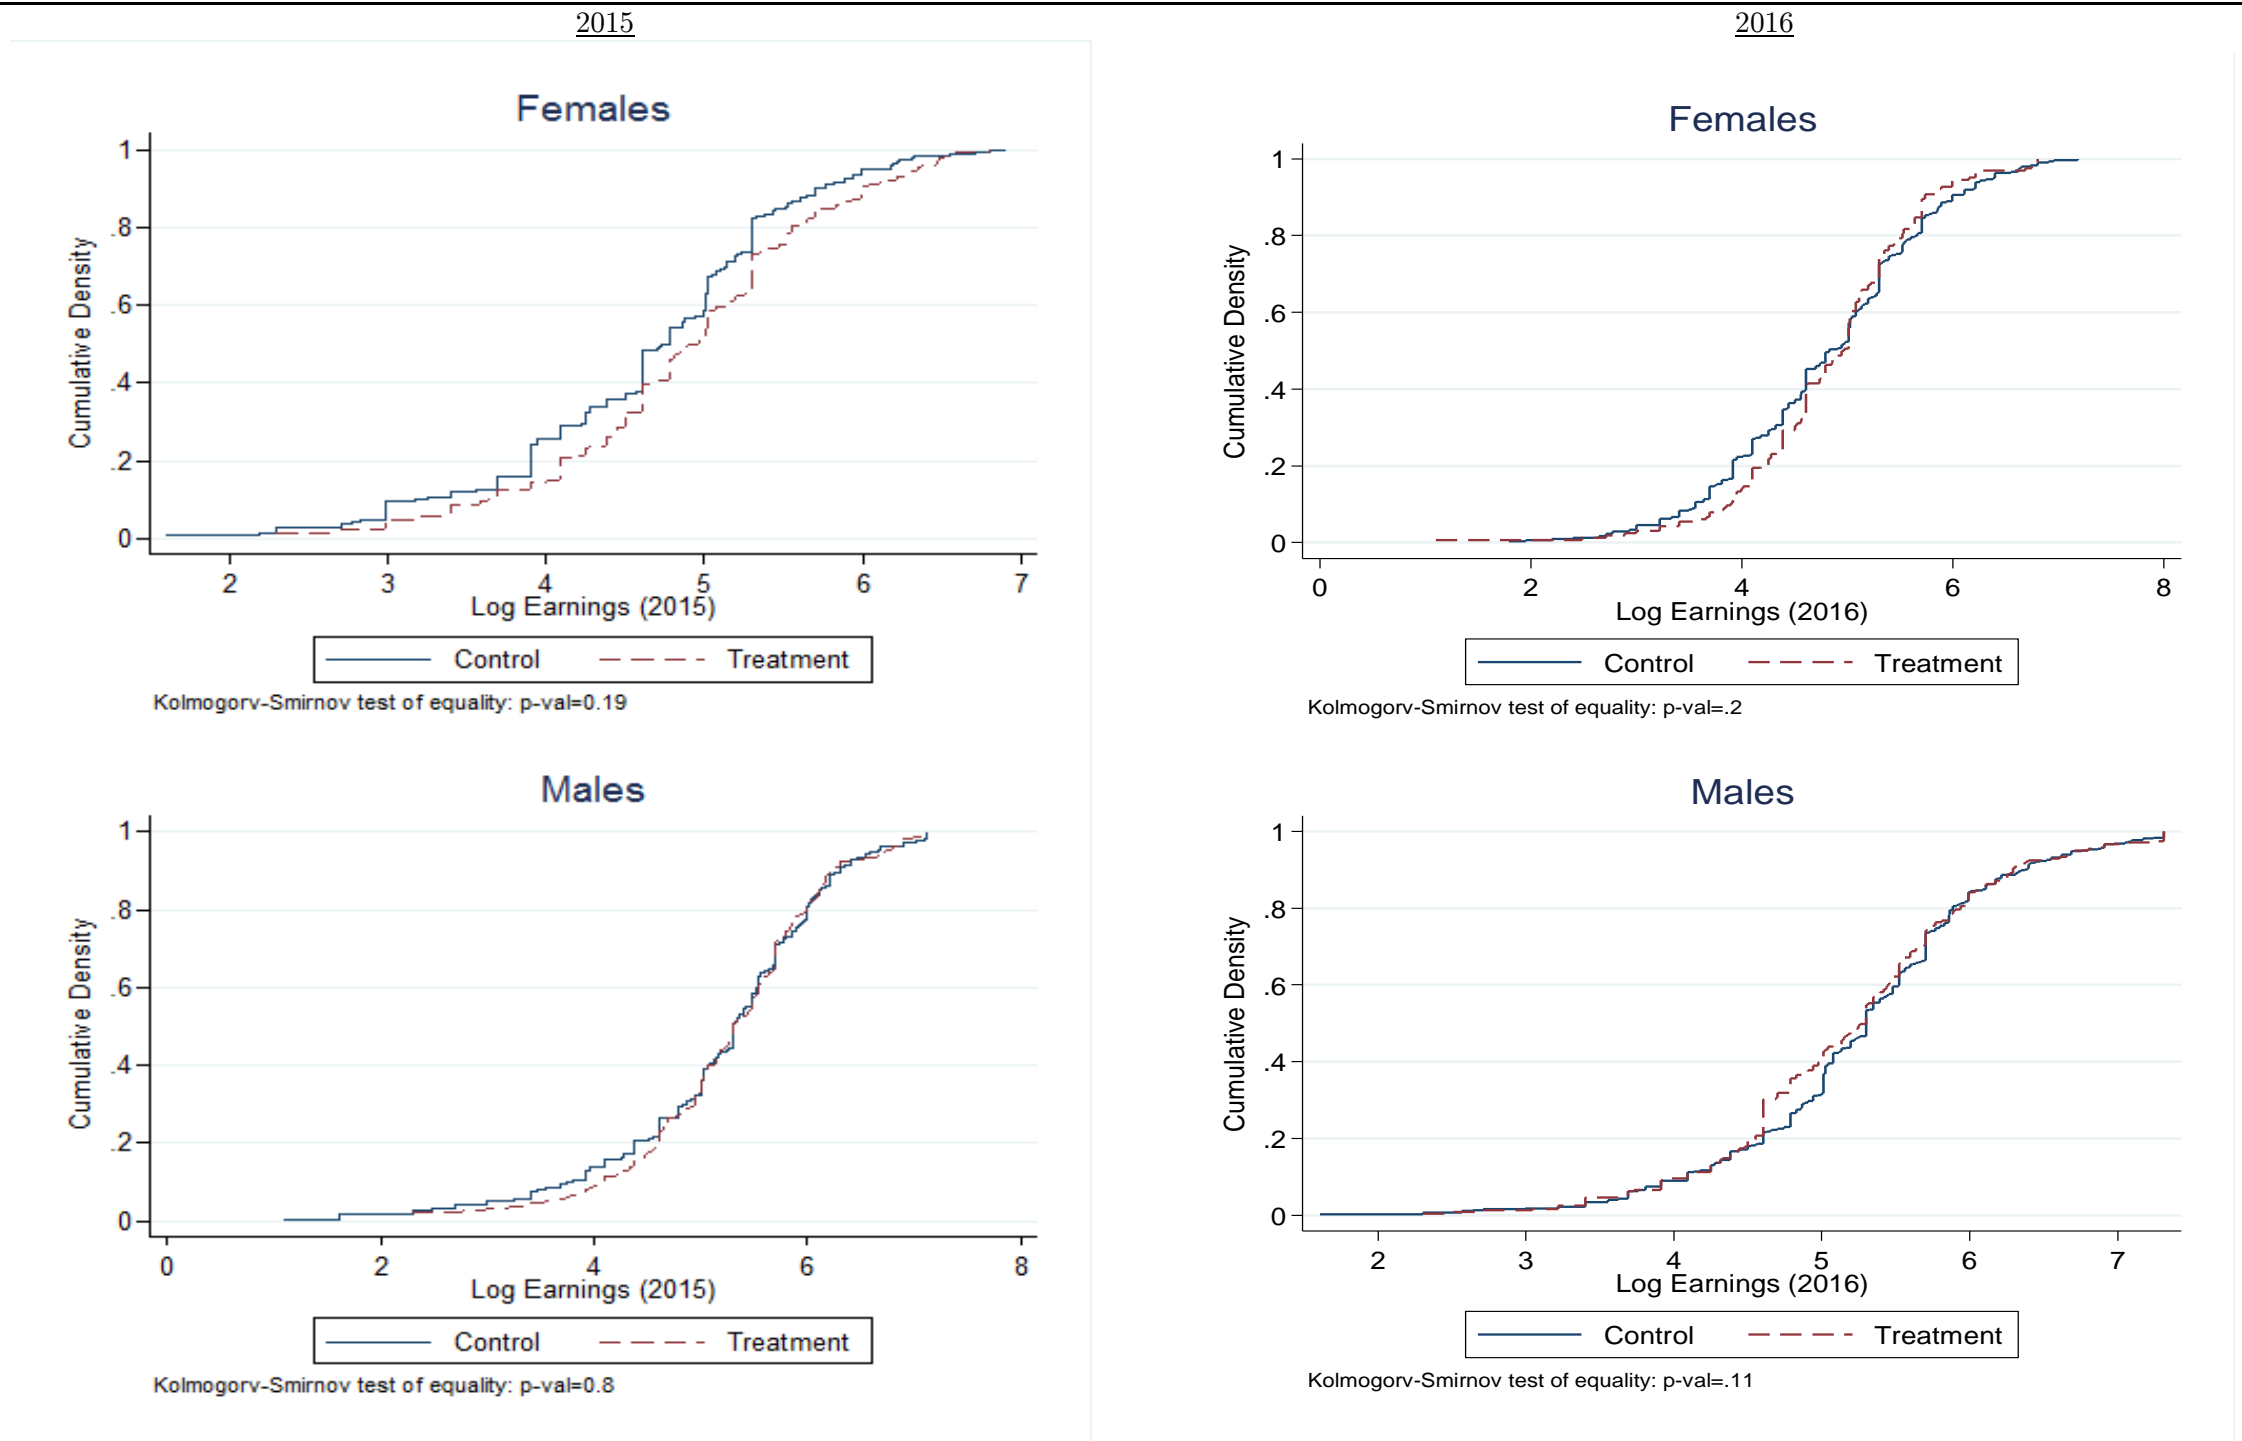 2015
2016
Females
Cumulative Density
1
.8
.6
.4
.2
0
2 3 4 5 6 7
Log Earnings (2015)
Control Treatment
Kolmogorv-Smirnov test of equality: p-val=0.19
Females
Cumulative Density
1
.8
.6
.4
.2
0
0 2 4 6 8
Log Earnings (2016)
Control Treatment
Kolmogorv-Smirnov test of equality: p-val=.2
Males
Cumulative Density
1
.8
.6
.4
.2
0
0 2 4 6 8
Log Earnings (2015)
Control Treatment
Kolmogorv-Smirnov test of equality: p-val=0.8
Males
Cumulative Density
1
.8
.6
.4
.2
0
2 3 4 5 6 7
Log Earnings (2016)
Control Treatment
Kolmogorv-Smirnov test of equality: p-val=.11